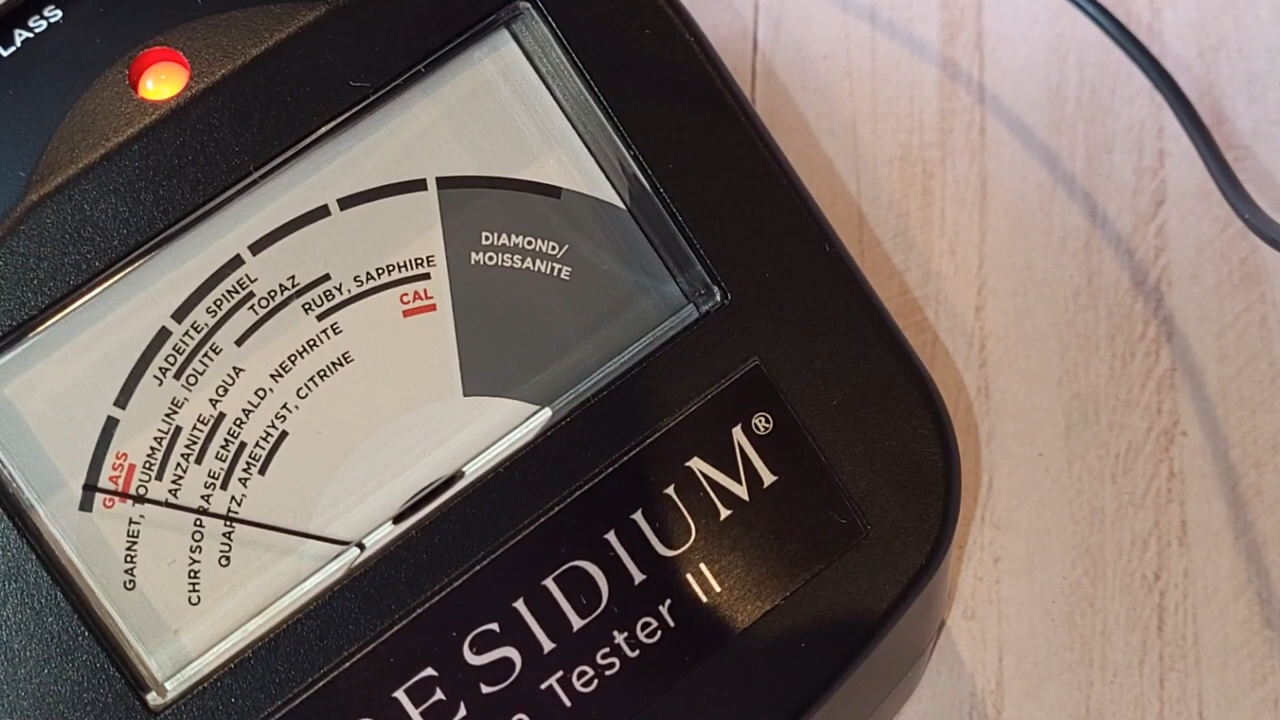 LASS
DIAMOND/
MOISSANITE
RUBY, SAPPHIRE
CAL
TOPAZ
JADEITE, SPINEL
GLASS
GARNET, TOURMALINE, IOLITE
TANZANITE, AQUA
CHRYSOPRASE, EMERALD, NEPHRITE
QUARTZ, AMETHYST, CITRINE
ESIDIUM®
Tester II